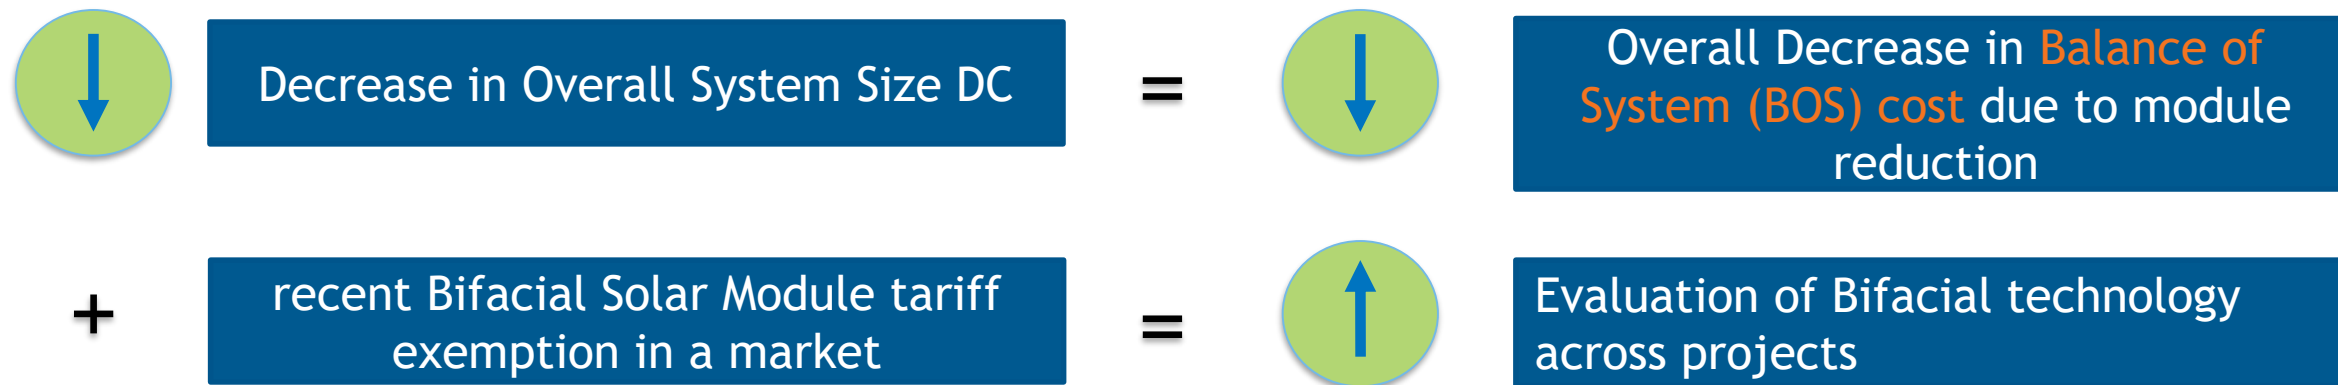 Decrease in Overall System Size DC
=
Overall Decrease in Balance of
System (BOS) cost due to module
reduction
+
recent Bifacial Solar Module tariff
exemption in a market
=
Evaluation of Bifacial technology
across projects